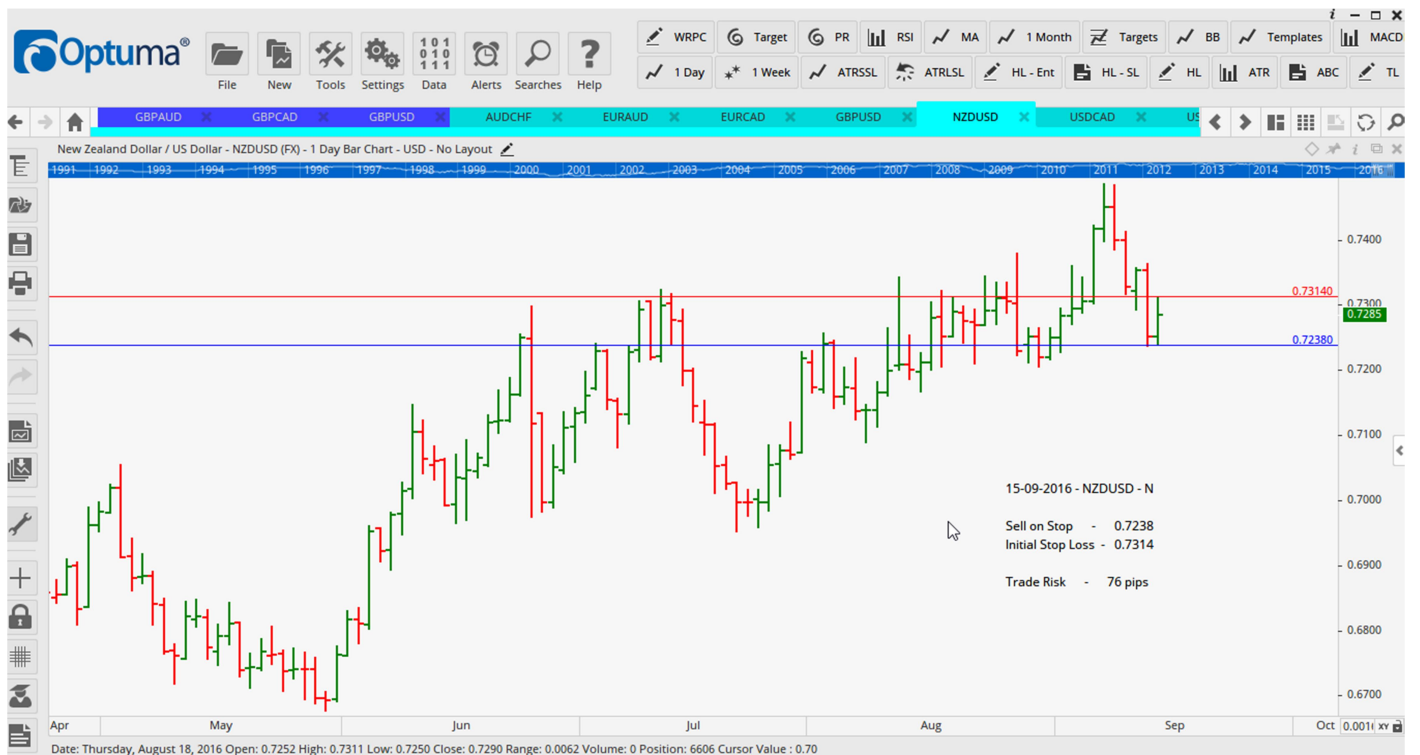 i
Optuma®
File
New
Tools
Settings
101
010
111
Data
Alerts
Searches
?
Help
WRPC
Target
PR
RSI
MA
1 Month
Targets
BB
Templates
MACD
1 Day
1 Week
ATRSSL
ATRLSL
HL - Ent
HL - SL
HL
ATR
ABC
TL
GBPAUD
GBPCAD
GBPUSD
AUDCHF
EURAUD
EURCAD
GBPUSD
NZDUSD
USDCAD
US
New Zealand Dollar / US Dollar - NZDUSD (FX) - 1 Day Bar Chart - USD - No Layout
i
1991 1992 1993 1994 1995 1996 1997 1998 1999 2000 2001 2002 2003 2004 2005 2006 2007 2008 2009 2010 2011 2012 2013 2014 2015 2016
0.7400
0.73140
0.7300
0.7285
0.72380
0.7200
0.7100
0.7000
0.6900
0.6800
0.6700
15-09-2016 - NZDUSD - N
Sell on Stop - 0.7238
Initial Stop Loss - 0.7314
Trade Risk - 76 pips
Apr May Jun Jul Aug Sep Oct
XY
Date: Thursday, August 18, 2016 Open: 0.7252 High: 0.7311 Low: 0.7250 Close: 0.7290 Range: 0.0062 Volume: 0 Position: 6606 Cursor Value : 0.70